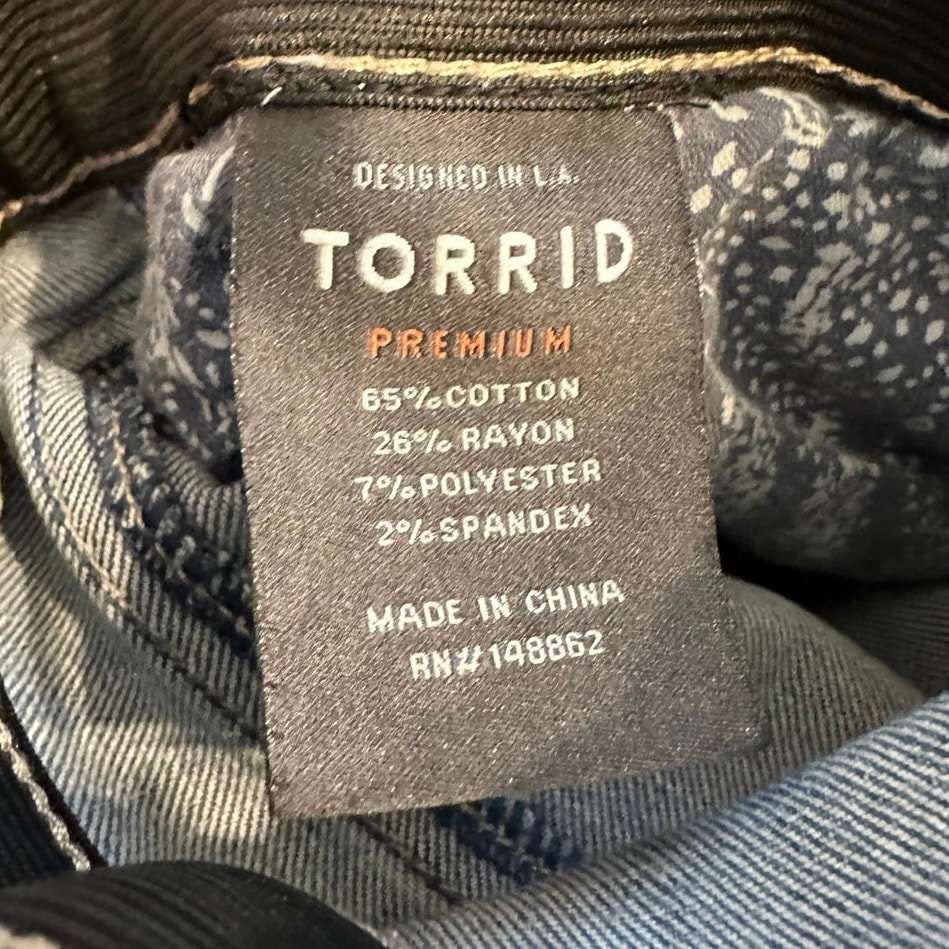 DESIGNED IN L.A.
TORRID
PREMIUM
65% COTTON
26% RAYON
7% POLYESTER
2% SPANDEX
MADE IN CHINA
RN# 148862